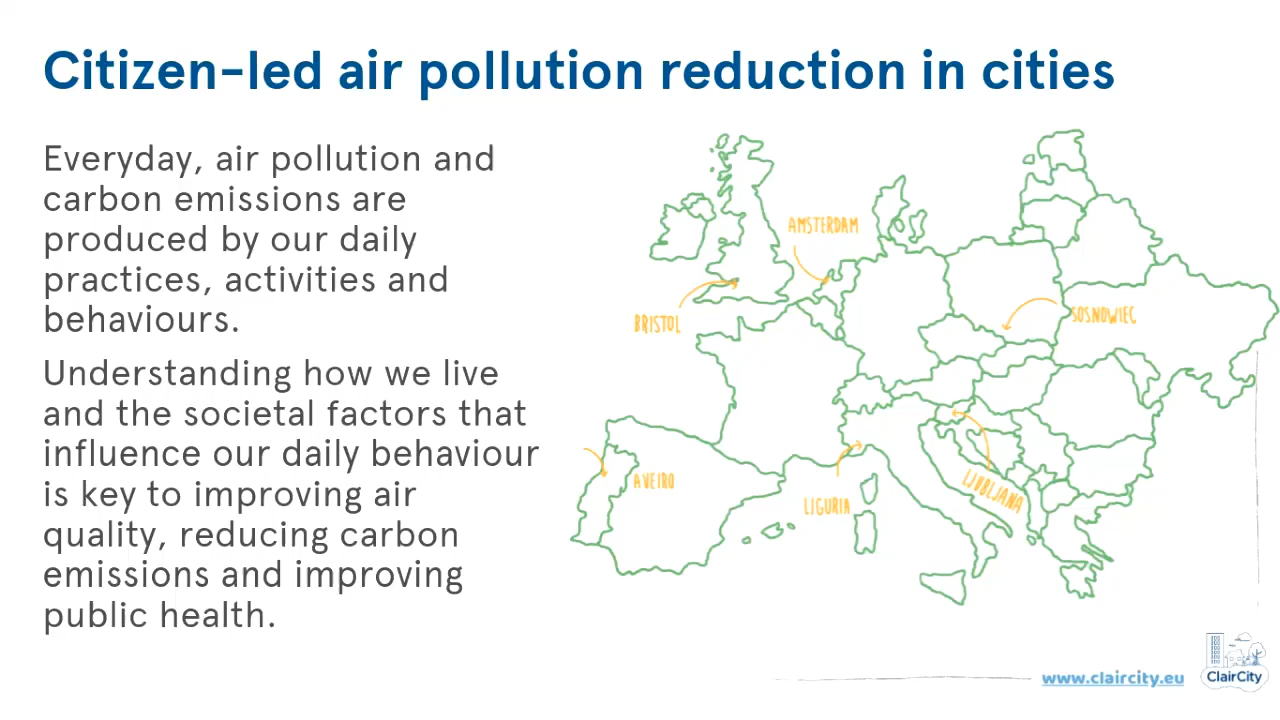 Citizen-led air pollution reduction in cities
Everyday, air pollution and
carbon emissions are
produced by our daily
practices, activities and
behaviours.
Understanding how we live
and the societal factors that
influence our daily behaviour
is key to improving air
quality, reducing carbon
emissions and improving
public health.
AMSTERDAM
BRISTOL
SOSNOWIEC
AVEIRO
LIGURIA
LJUBLJANA
www.claircity.eu
ClairCity